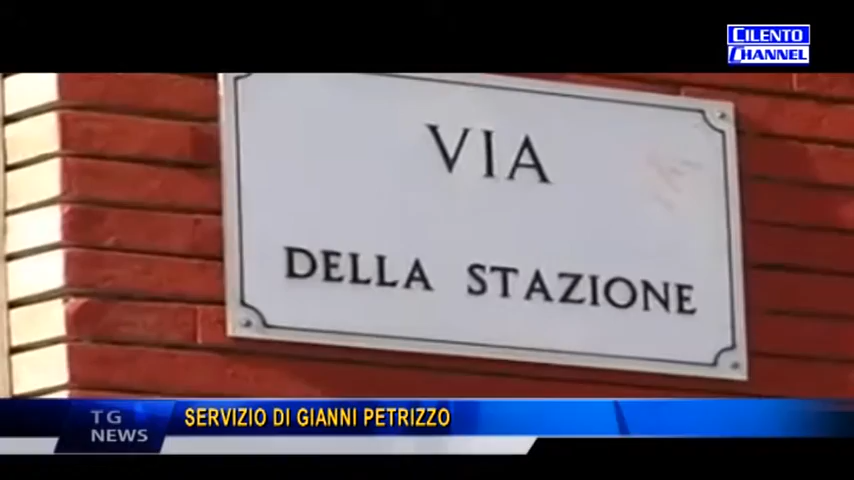 CILENTO
CHANNEL
VIA
DELLA STAZIONE
TG
NEWS
SERVIZIO DI GIANNI PETRIZZO